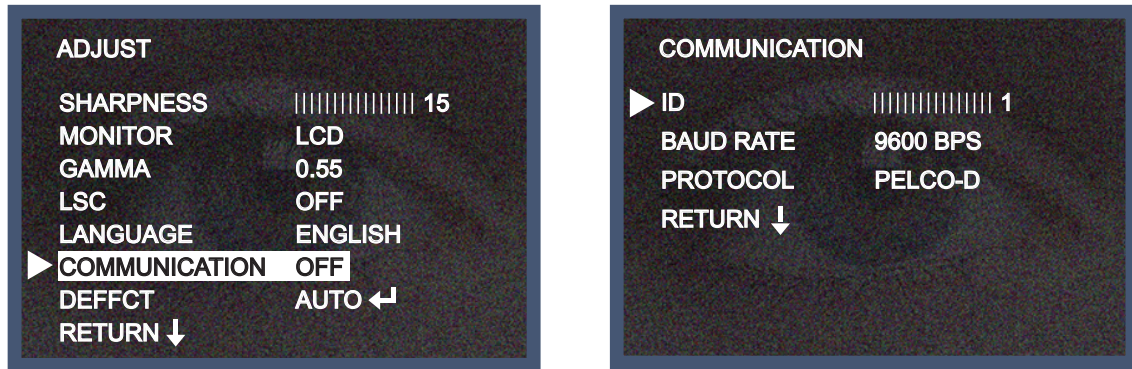 ADJUST
SHARPNESS |||||||||||||||| 15
MONITOR LCD
GAMMA 0.55
LSC OFF
LANGUAGE ENGLISH
COMMUNICATION OFF
DEFFCT AUTO ↵
RETURN ↓
COMMUNICATION
ID |||||||||||||||| 1
BAUD RATE 9600 BPS
PROTOCOL PELCO-D
RETURN ↓